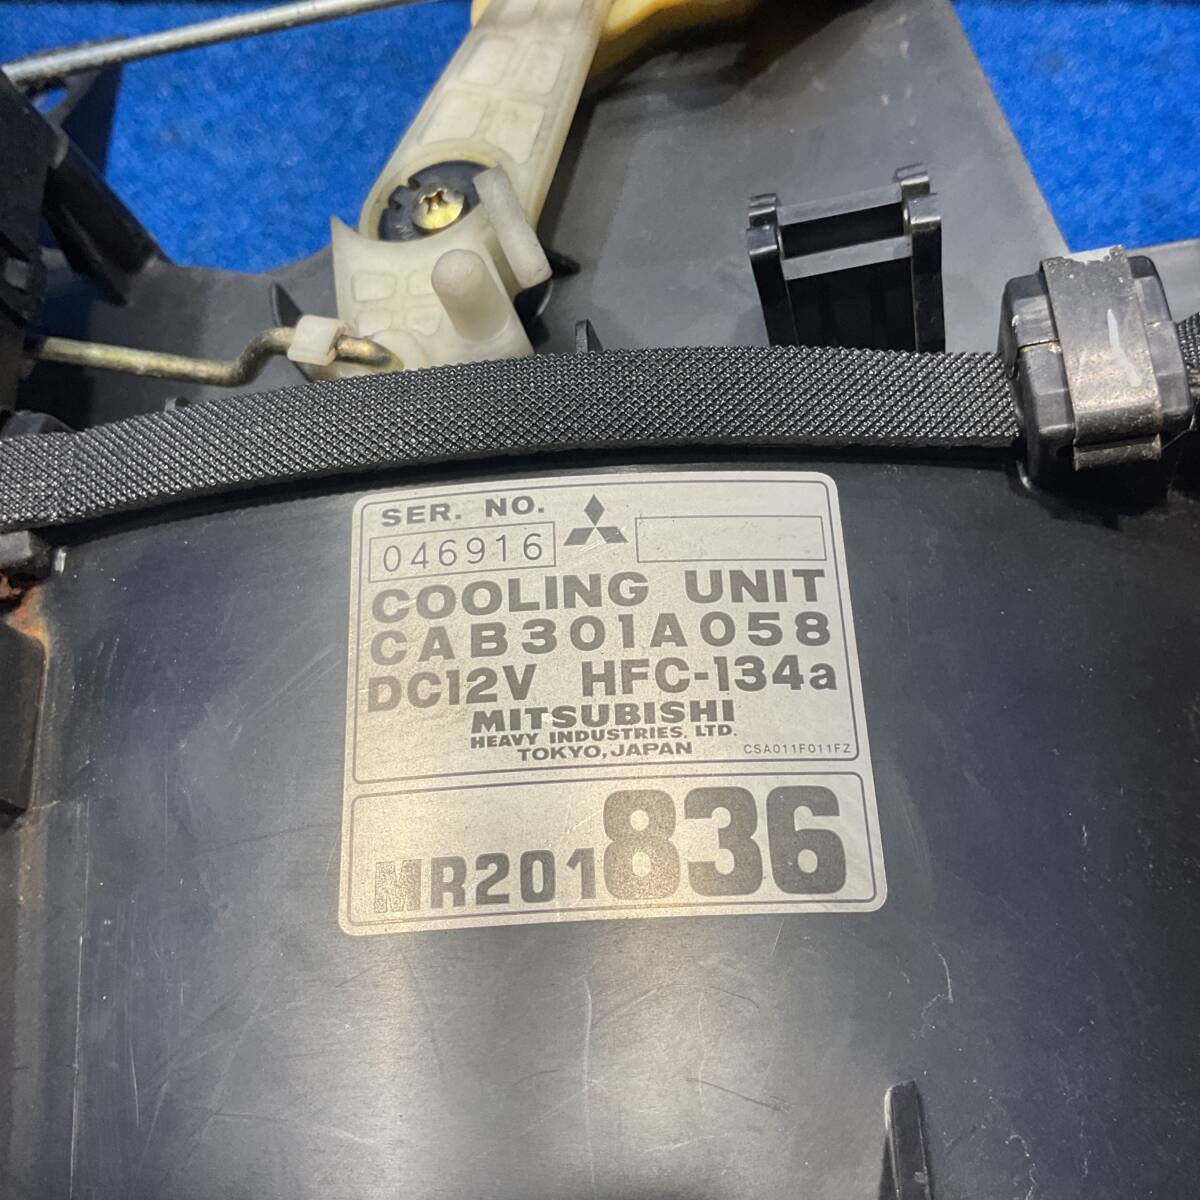 SER. NO.
046916
COOLING UNIT
CAB301A058
DC12V HFC-134a
MITSUBISHI
HEAVY INDUSTRIES, LTD.
TOKYO, JAPAN
CSA011F011FZ
MR201836